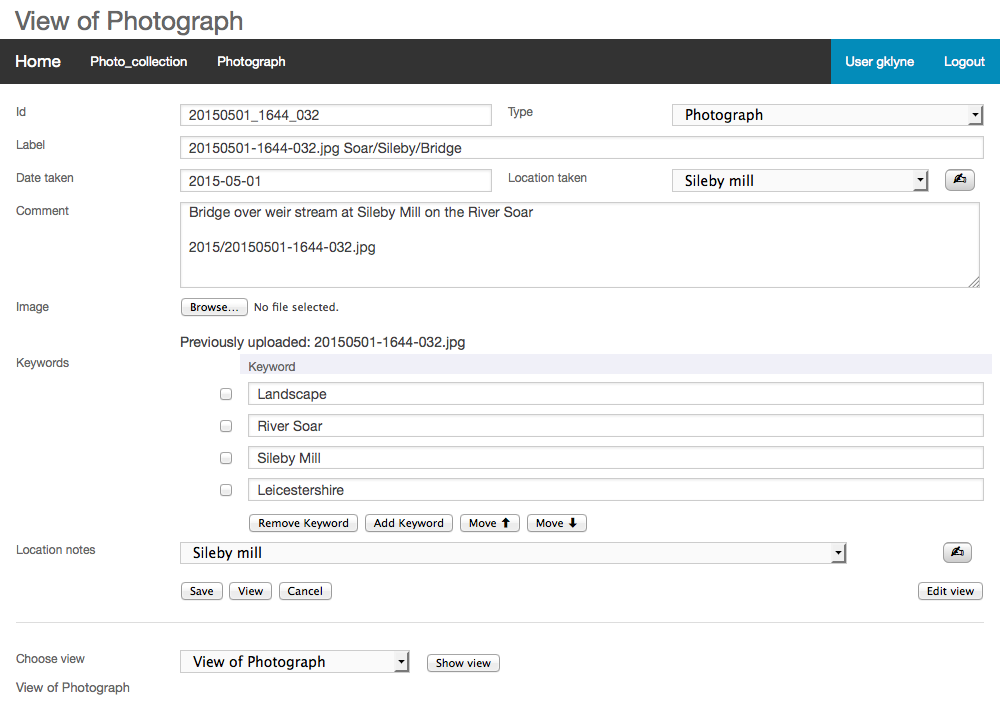 View of Photograph
Home Photo_collection Photograph User gklyne Logout
Id 20150501_1644_032 Type Photograph
Label 20150501-1644-032.jpg Soar/Sileby/Bridge
Date taken 2015-05-01 Location taken Sileby mill
Comment Bridge over weir stream at Sileby Mill on the River Soar
2015/20150501-1644-032.jpg
Image Browse... No file selected.
Previously uploaded: 20150501-1644-032.jpg
Keywords Keyword
Landscape
River Soar
Sileby Mill
Leicestershire
Remove Keyword Add Keyword Move ⬆ Move ⬇
Location notes Sileby mill
Save View Cancel Edit view
Choose view View of Photograph Show view
View of Photograph